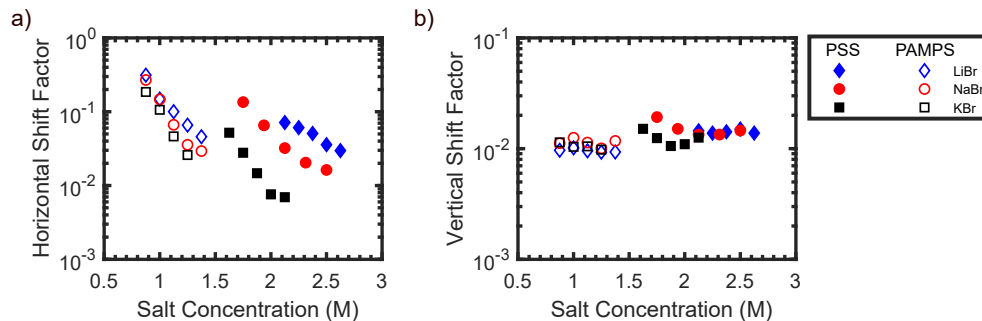 a)
10^0
10^-1
10^-2
10^-3
Horizontal Shift Factor
0.5 1 1.5 2 2.5 3
Salt Concentration (M)
b)
10^-1
10^-2
10^-3
Vertical Shift Factor
0.5 1 1.5 2 2.5 3
Salt Concentration (M)
PSS PAMPS
LiBr
NaBr
KBr